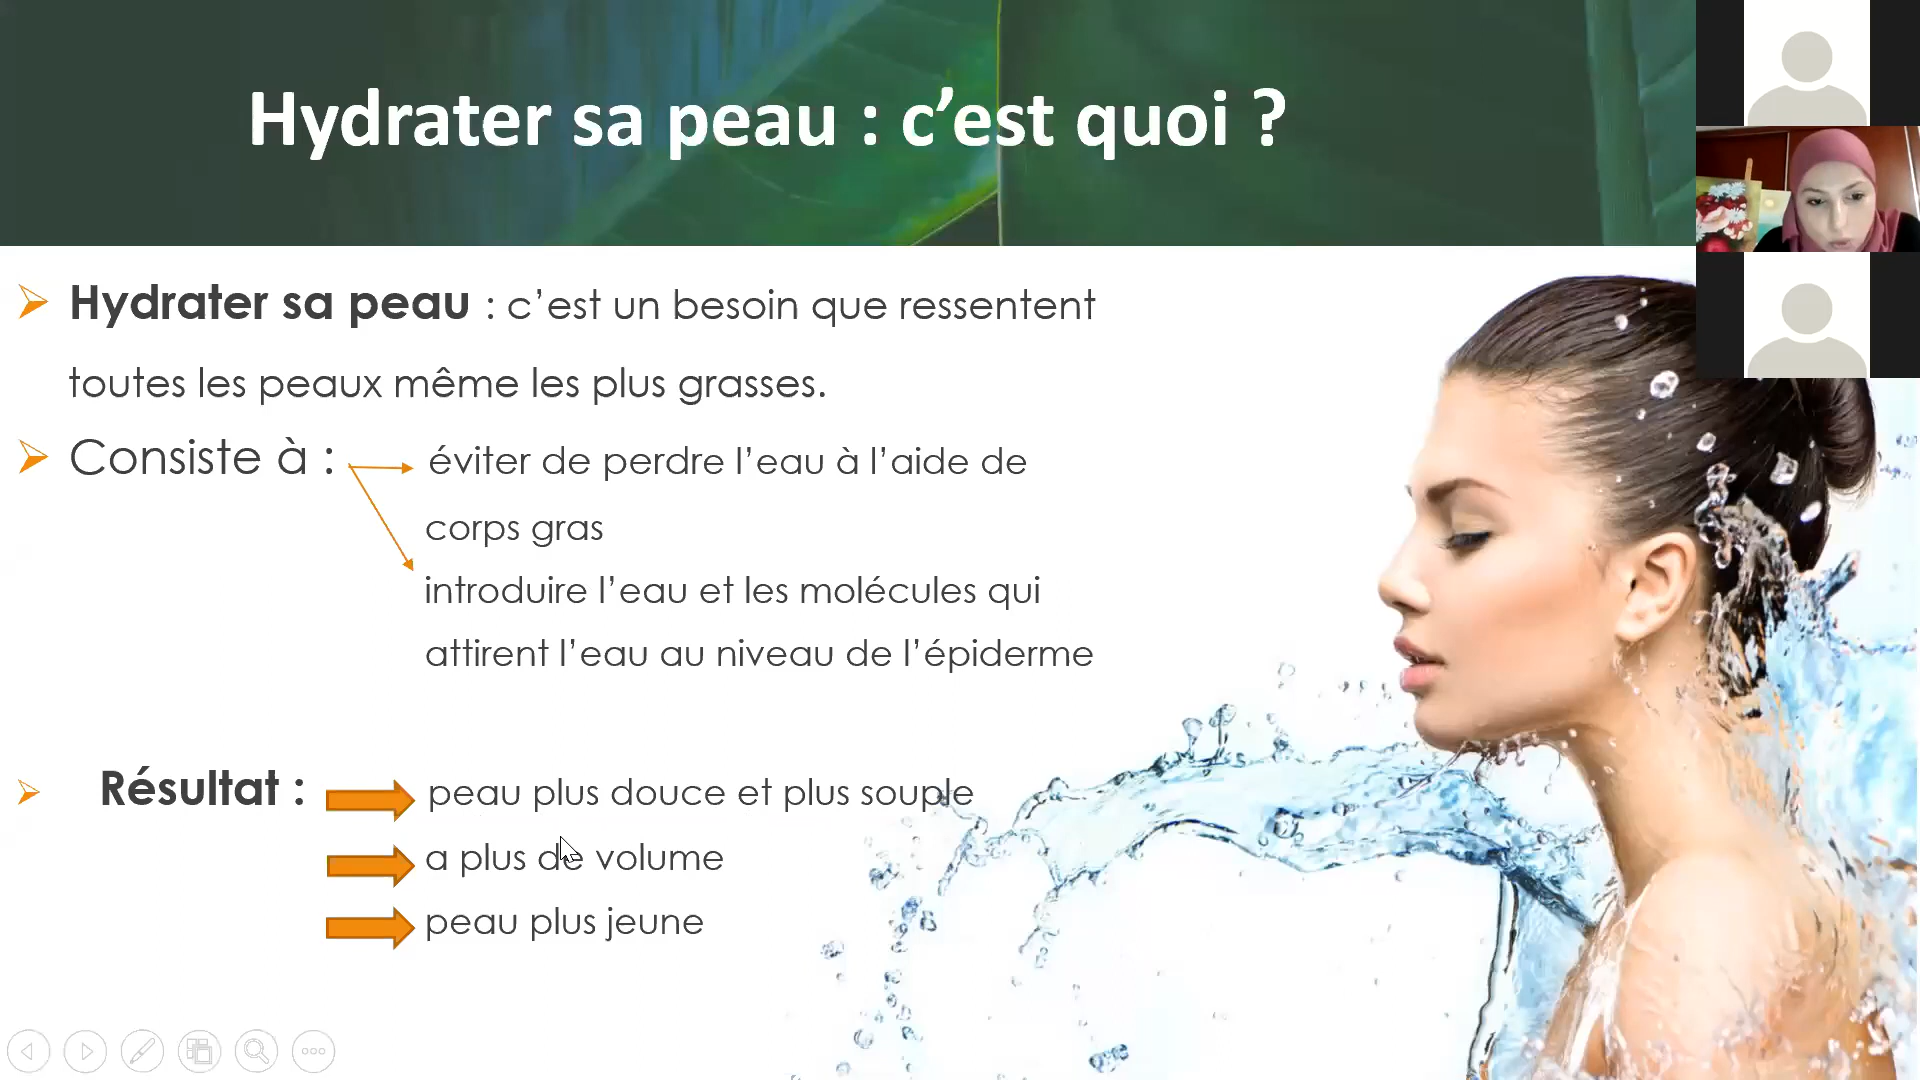 Hydrater sa peau : c’est quoi ?
Hydrater sa peau : c’est un besoin que ressentent
toutes les peaux même les plus grasses.
Consiste à : éviter de perdre l’eau à l’aide de
corps gras
introduire l’eau et les molécules qui
attirent l’eau au niveau de l’épiderme
Résultat : peau plus douce et plus souple
a plus de volume
peau plus jeune